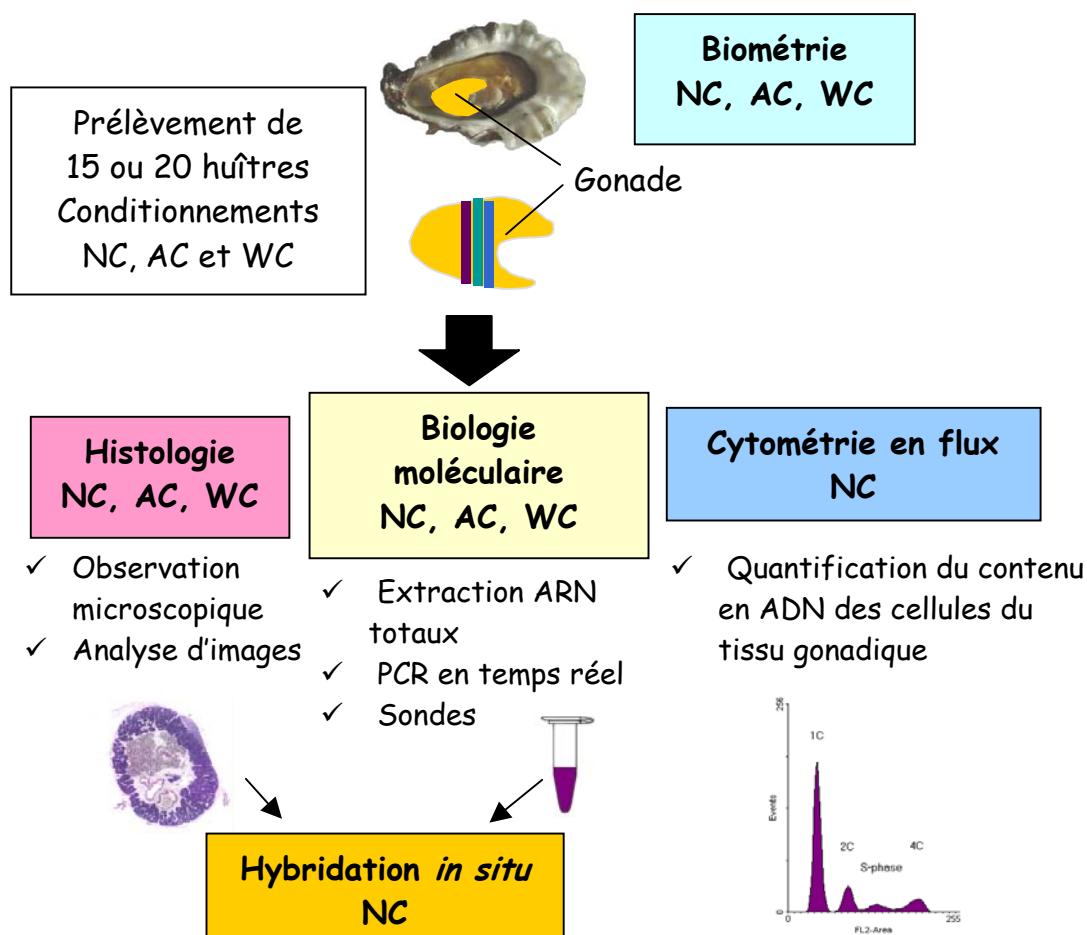 Biométrie
NC, AC, WC
Prélèvement de
15 ou 20 huîtres
Conditionnements
NC, AC et WC
Gonade
Histologie
NC, AC, WC
✓ Observation
microscopique
✓ Analyse d'images
Biologie
moléculaire
NC, AC, WC
✓ Extraction ARN
totaux
✓ PCR en temps réel
✓ Sondes
Cytométrie en flux
NC
✓ Quantification du contenu
en ADN des cellules du
tissu gonadique
256
1C
2C
4C
S-phase
Events
0
0
255
FL2-Area
Hybridation in situ
NC